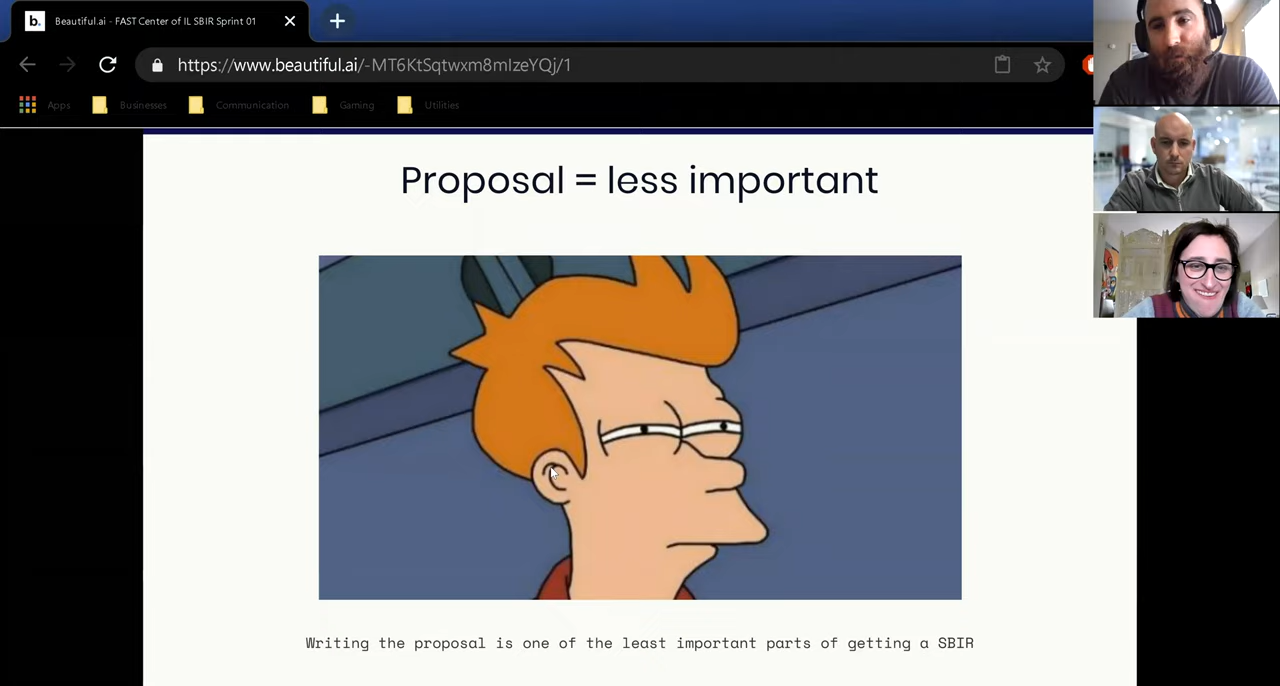 b. Beautiful.ai - FAST Center of IL SBIR Sprint 01
https://www.beautiful.ai/-MT6KtSqtwxm8mIzeYQj/1
Apps Businesses Communication Gaming Utilities
Proposal = less important
Writing the proposal is one of the least important parts of getting a SBIR